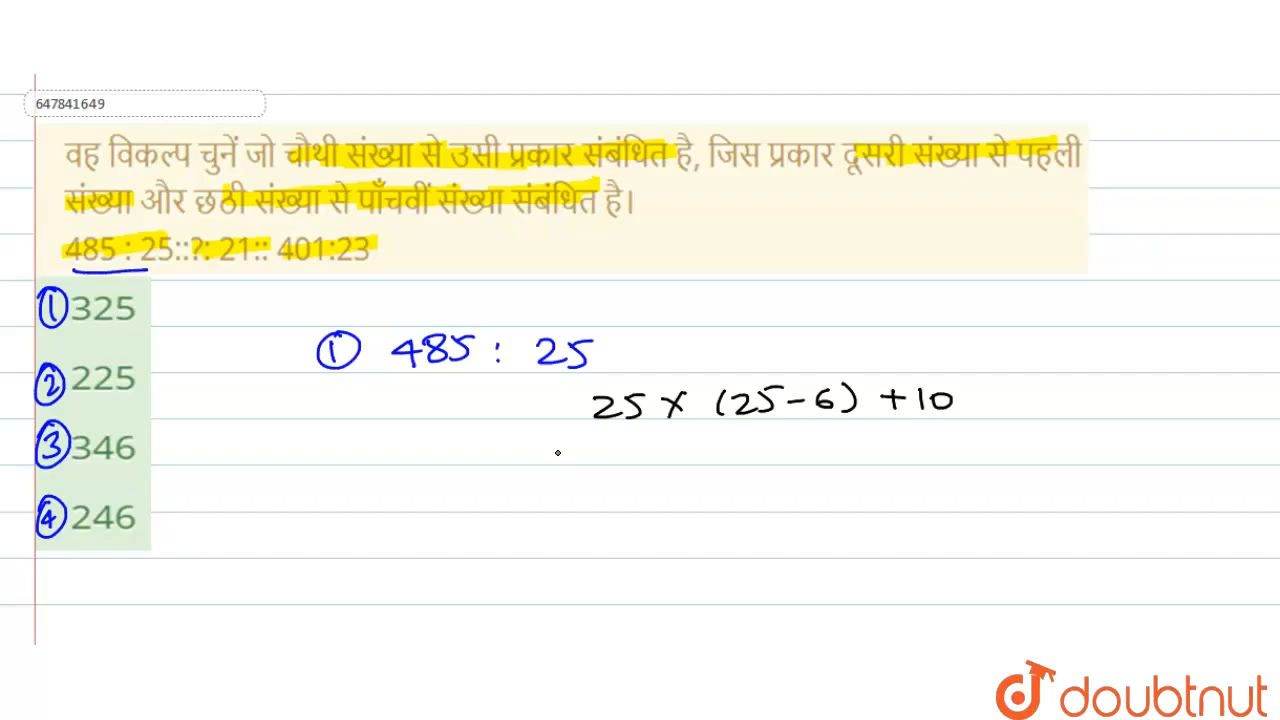 647841649
वह विकल्प चुनें जो चौथी संख्या से उसी प्रकार संबंधित है, जिस प्रकार दूसरी संख्या से पहली
संख्या और छठी संख्या से पाँचवीं संख्या संबंधित है।
485 : 25::?: 21:: 401:23
① 325
② 225
③ 346
④ 246
① 485 : 25
25 × (25-6) +10
doubtnut